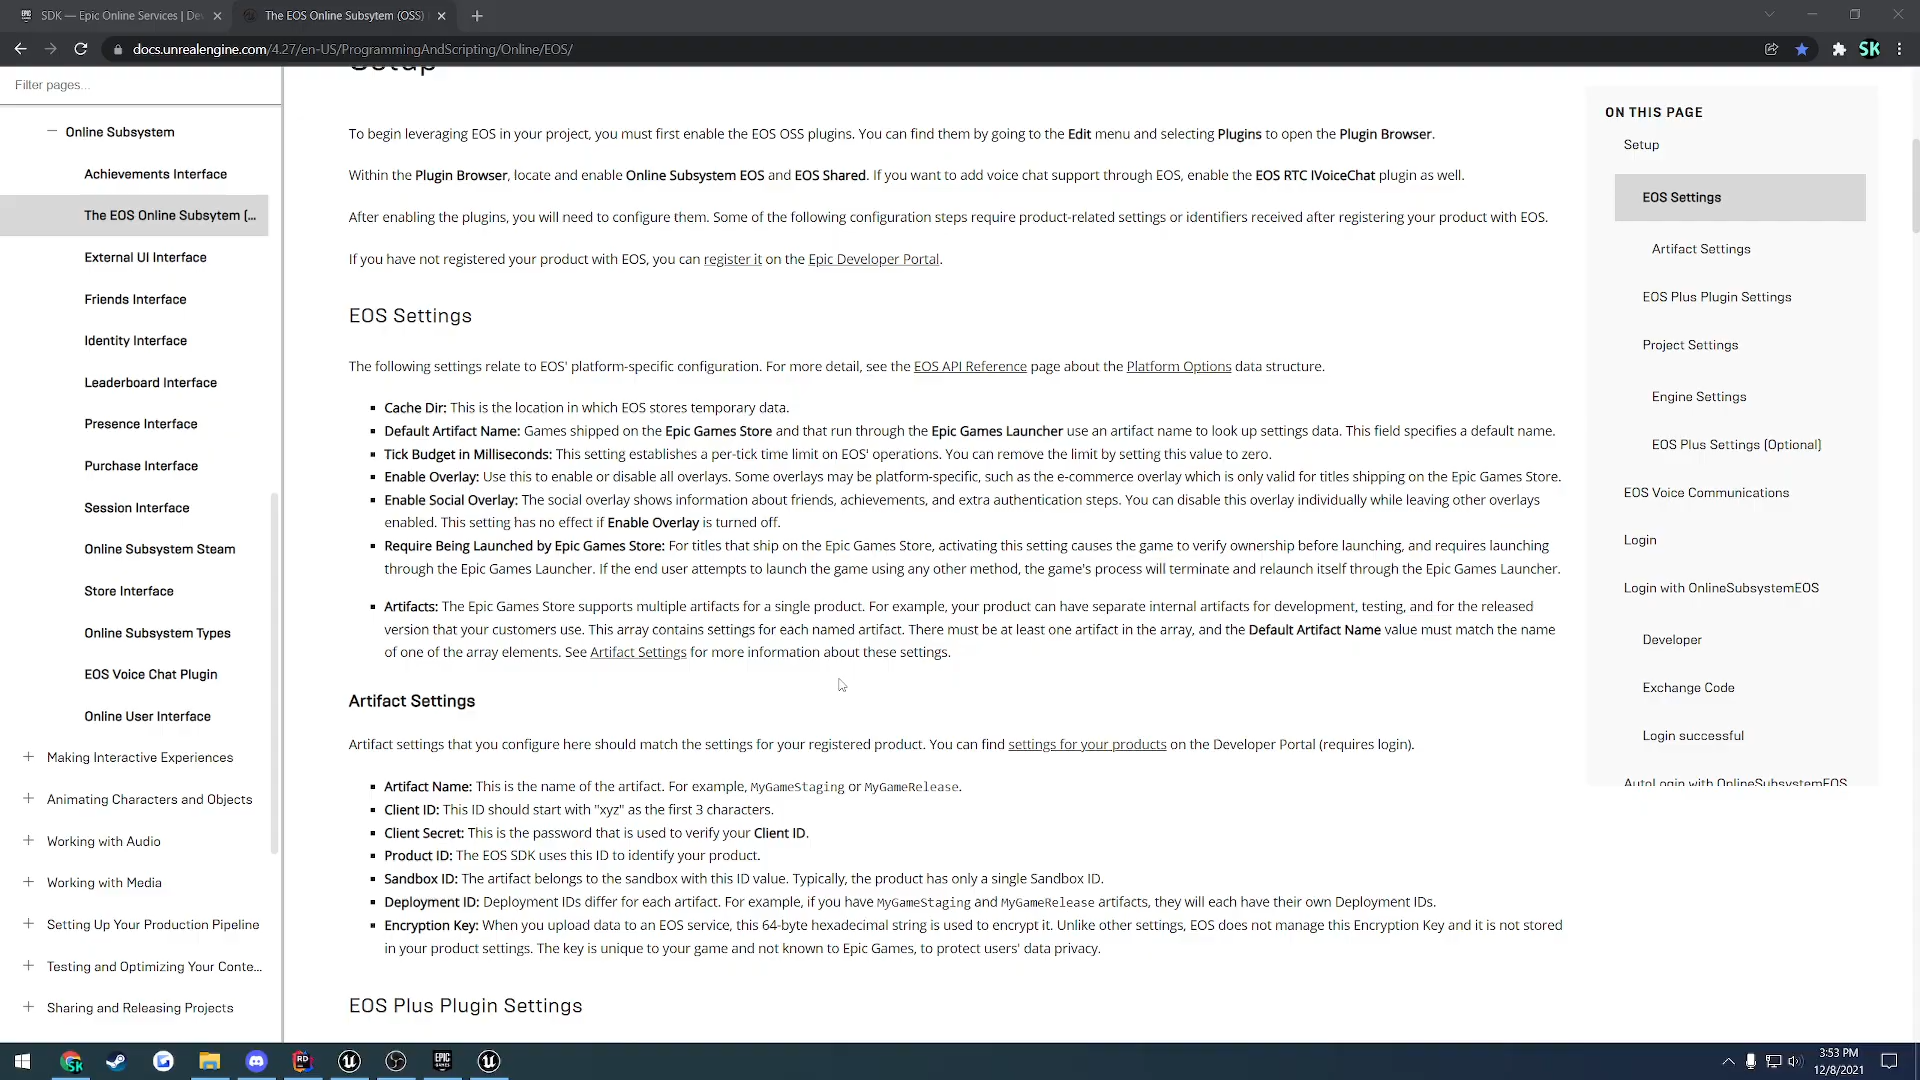 SDK — Epic Online Services | De
The EOS Online Subsytem (OSS)
docs.unrealengine.com/4.27/en-US/ProgrammingAndScripting/Online/EOS/
SK
Filter pages...
Online Subsystem
Achievements Interface
The EOS Online Subsytem (...
External UI Interface
Friends Interface
Identity Interface
Leaderboard Interface
Presence Interface
Purchase Interface
Session Interface
Online Subsystem Steam
Store Interface
Online Subsystem Types
EOS Voice Chat Plugin
Online User Interface
Making Interactive Experiences
Animating Characters and Objects
Working with Audio
Working with Media
Setting Up Your Production Pipeline
Testing and Optimizing Your Conte...
Sharing and Releasing Projects
Setup
To begin leveraging EOS in your project, you must first enable the EOS OSS plugins. You can find them by going to the Edit menu and selecting Plugins to open the Plugin Browser.
Within the Plugin Browser, locate and enable Online Subsystem EOS and EOS Shared. If you want to add voice chat support through EOS, enable the EOS RTC IVoiceChat plugin as well.
After enabling the plugins, you will need to configure them. Some of the following configuration steps require product-related settings or identifiers received after registering your product with EOS.
If you have not registered your product with EOS, you can register it on the Epic Developer Portal.
EOS Settings
The following settings relate to EOS' platform-specific configuration. For more detail, see the EOS API Reference page about the Platform Options data structure.
Cache Dir: This is the location in which EOS stores temporary data.
Default Artifact Name: Games shipped on the Epic Games Store and that run through the Epic Games Launcher use an artifact name to look up settings data. This field specifies a default name.
Tick Budget in Milliseconds: This setting establishes a per-tick time limit on EOS' operations. You can remove the limit by setting this value to zero.
Enable Overlay: Use this to enable or disable all overlays. Some overlays may be platform-specific, such as the e-commerce overlay which is only valid for titles shipping on the Epic Games Store.
Enable Social Overlay: The social overlay shows information about friends, achievements, and extra authentication steps. You can disable this overlay individually while leaving other overlays
enabled. This setting has no effect if Enable Overlay is turned off.
Require Being Launched by Epic Games Store: For titles that ship on the Epic Games Store, activating this setting causes the game to verify ownership before launching, and requires launching
through the Epic Games Launcher. If the end user attempts to launch the game using any other method, the game's process will terminate and relaunch itself through the Epic Games Launcher.
Artifacts: The Epic Games Store supports multiple artifacts for a single product. For example, your product can have separate internal artifacts for development, testing, and for the released
version that your customers use. This array contains settings for each named artifact. There must be at least one artifact in the array, and the Default Artifact Name value must match the name
of one of the array elements. See Artifact Settings for more information about these settings.
Artifact Settings
Artifact settings that you configure here should match the settings for your registered product. You can find settings for your products on the Developer Portal (requires login).
Artifact Name: This is the name of the artifact. For example, MyGameStaging or MyGameRelease.
Client ID: This ID should start with "xyz" as the first 3 characters.
Client Secret: This is the password that is used to verify your Client ID.
Product ID: The EOS SDK uses this ID to identify your product.
Sandbox ID: The artifact belongs to the sandbox with this ID value. Typically, the product has only a single Sandbox ID.
Deployment ID: Deployment IDs differ for each artifact. For example, if you have MyGameStaging and MyGameRelease artifacts, they will each have their own Deployment IDs.
Encryption Key: When you upload data to an EOS service, this 64-byte hexadecimal string is used to encrypt it. Unlike other settings, EOS does not manage this Encryption Key and it is not stored
in your product settings. The key is unique to your game and not known to Epic Games, to protect users' data privacy.
EOS Plus Plugin Settings
ON THIS PAGE
Setup
EOS Settings
Artifact Settings
EOS Plus Plugin Settings
Project Settings
Engine Settings
EOS Plus Settings (Optional)
EOS Voice Communications
Login
Login with OnlineSubsystemEOS
Developer
Exchange Code
Login successful
AutoLogin with OnlineSubsystemEOS
SK
RD
EPIC
GAMES
3:53 PM
12/8/2021